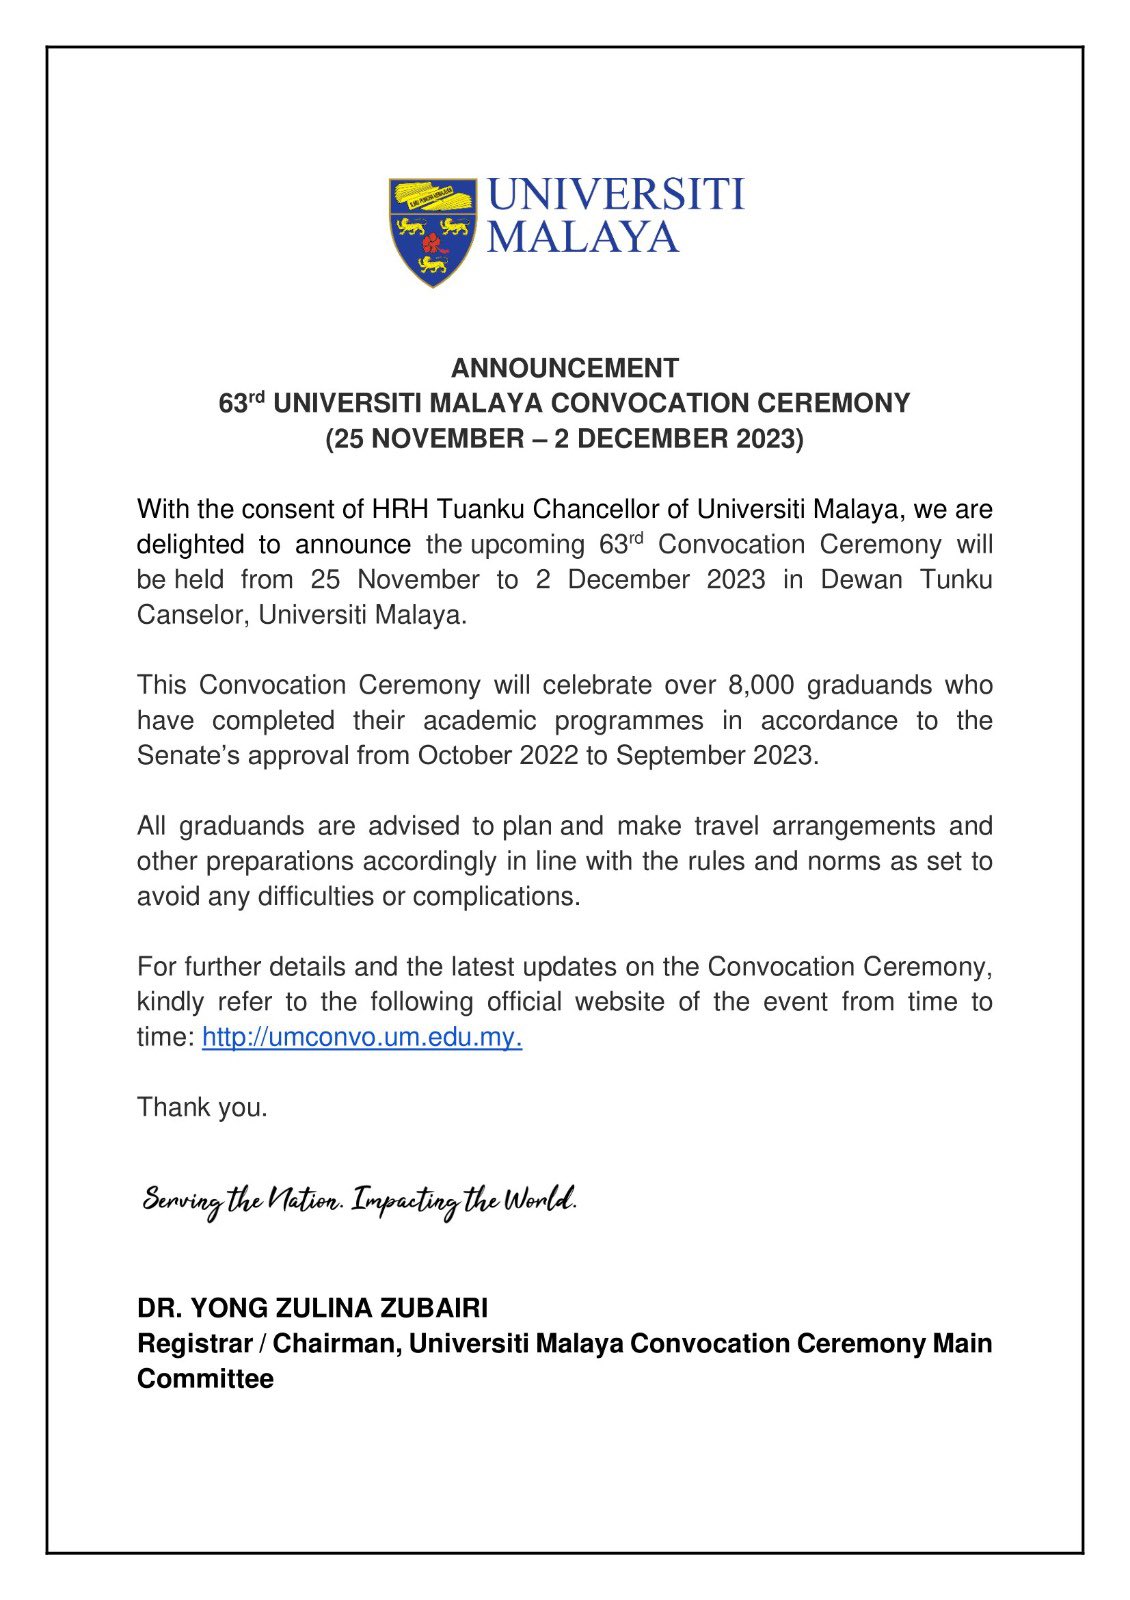 UNIVERSITI
MALAYA
ANNOUNCEMENT
63rd UNIVERSITI MALAYA CONVOCATION CEREMONY
(25 NOVEMBER – 2 DECEMBER 2023)
With the consent of HRH Tuanku Chancellor of Universiti Malaya, we are
delighted to announce the upcoming 63rd Convocation Ceremony will
be held from 25 November to 2 December 2023 in Dewan Tunku
Canselor, Universiti Malaya.
This Convocation Ceremony will celebrate over 8,000 graduands who
have completed their academic programmes in accordance to the
Senate’s approval from October 2022 to September 2023.
All graduands are advised to plan and make travel arrangements and
other preparations accordingly in line with the rules and norms as set to
avoid any difficulties or complications.
For further details and the latest updates on the Convocation Ceremony,
kindly refer to the following official website of the event from time to
time: http://umconvo.um.edu.my.
Thank you.
Serving the Nation. Impacting the World.
DR. YONG ZULINA ZUBAIRI
Registrar / Chairman, Universiti Malaya Convocation Ceremony Main
Committee